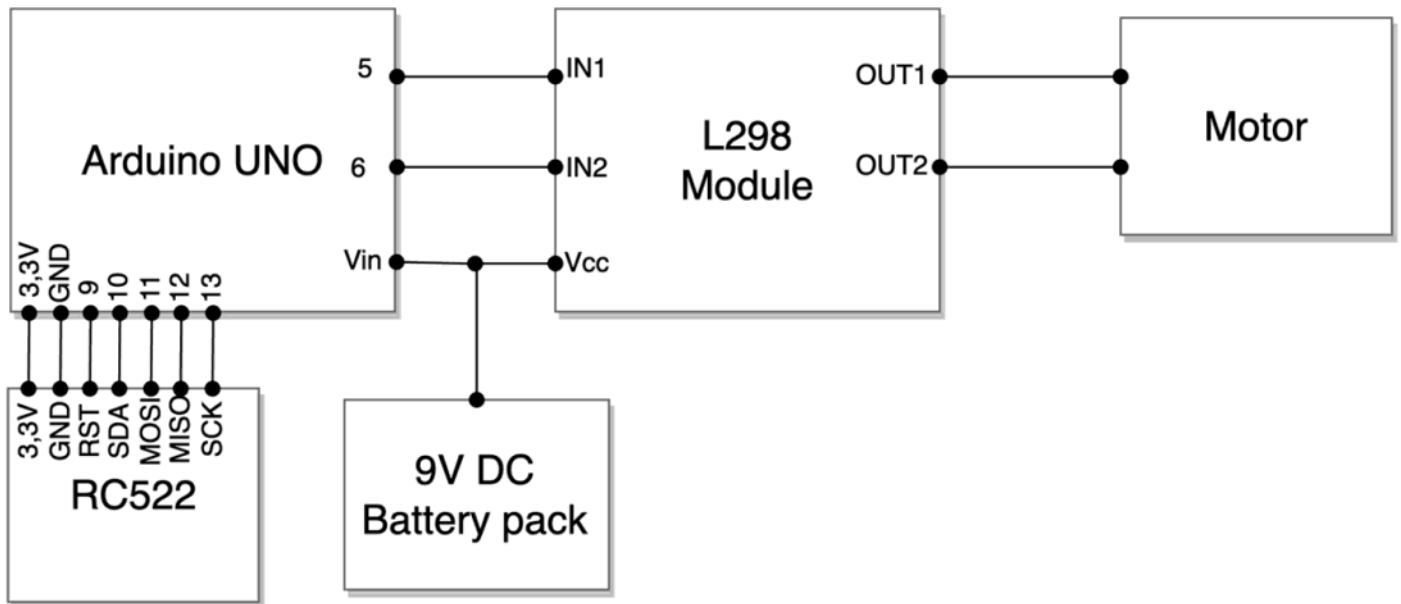 Arduino UNO
5
6
Vin
3,3V
GND
9
10
11
12
13
IN1
IN2
Vcc
L298
Module
OUT1
OUT2
Motor
3,3V
GND
RST
SDA
MOSI
MISO
SCK
RC522
9V DC
Battery pack